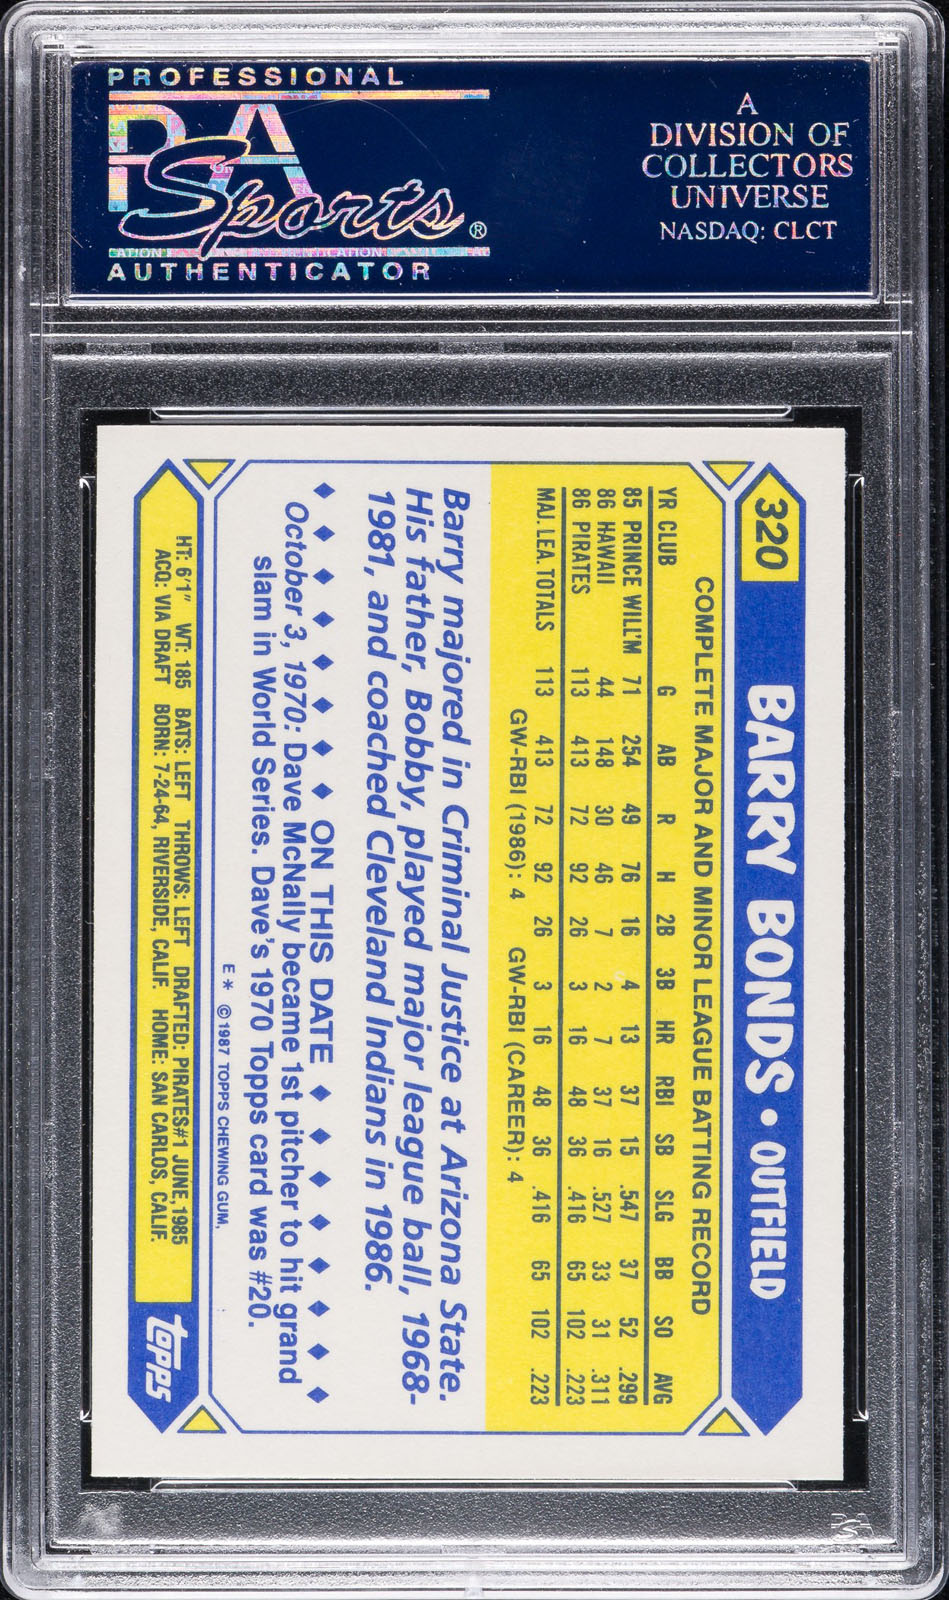 PROFESSIONAL
PSA
Sports®
AUTHENTICATOR
A
DIVISION OF
COLLECTORS
UNIVERSE
NASDAQ: CLCT
320 BARRY BONDS • OUTFIELD
COMPLETE MAJOR AND MINOR LEAGUE BATTING RECORD
YR CLUB G AB R H 2B 3B HR RBI SB SLG BB SO AVG
85 PRINCE WILL'M 71 254 49 76 16 4 13 37 15 .547 37 52 .299
86 HAWAII 44 148 30 46 7 2 7 37 16 .527 33 31 .311
86 PIRATES 113 413 72 92 26 3 16 48 36 .416 65 102 .223
MAJ. LEA. TOTALS 113 413 72 92 26 3 16 48 36 .416 65 102 .223
GW-RBI (1986): 4 GW-RBI (CAREER): 4
Barry majored in Criminal Justice at Arizona State.
His father, Bobby, played major league ball, 1968-
1981, and coached Cleveland Indians in 1986.
♦ ♦ ♦ ♦ ♦ ♦ ♦ ON THIS DATE ♦ ♦ ♦ ♦ ♦ ♦ ♦ ♦
October 3, 1970: Dave McNally became 1st pitcher to hit grand
slam in World Series. Dave's 1970 Topps card was #20.
E* ©1987 TOPPS CHEWING GUM,
HT: 6'1" WT: 185 BATS: LEFT THROWS: LEFT DRAFTED: PIRATES#1 JUNE, 1985
ACQ: VIA DRAFT BORN: 7-24-64, RIVERSIDE, CALIF. HOME: SAN CARLOS, CALIF.
topps
PSA